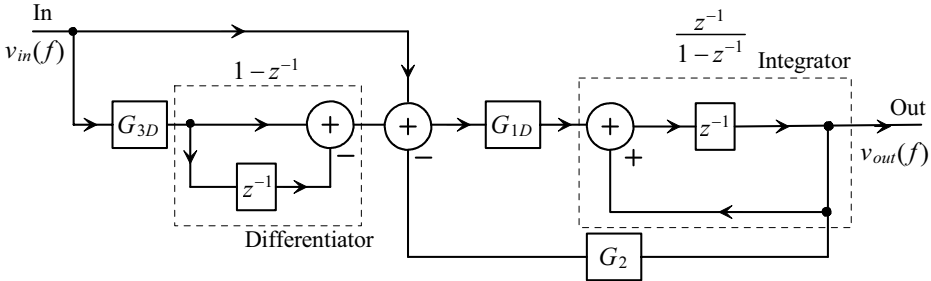 In
v_in(f)
G_3D
1 − z⁻¹
+
−
z⁻¹
Differentiator
+
−
G_1D
z⁻¹
1 − z⁻¹
Integrator
+
+
z⁻¹
Out
v_out(f)
G_2